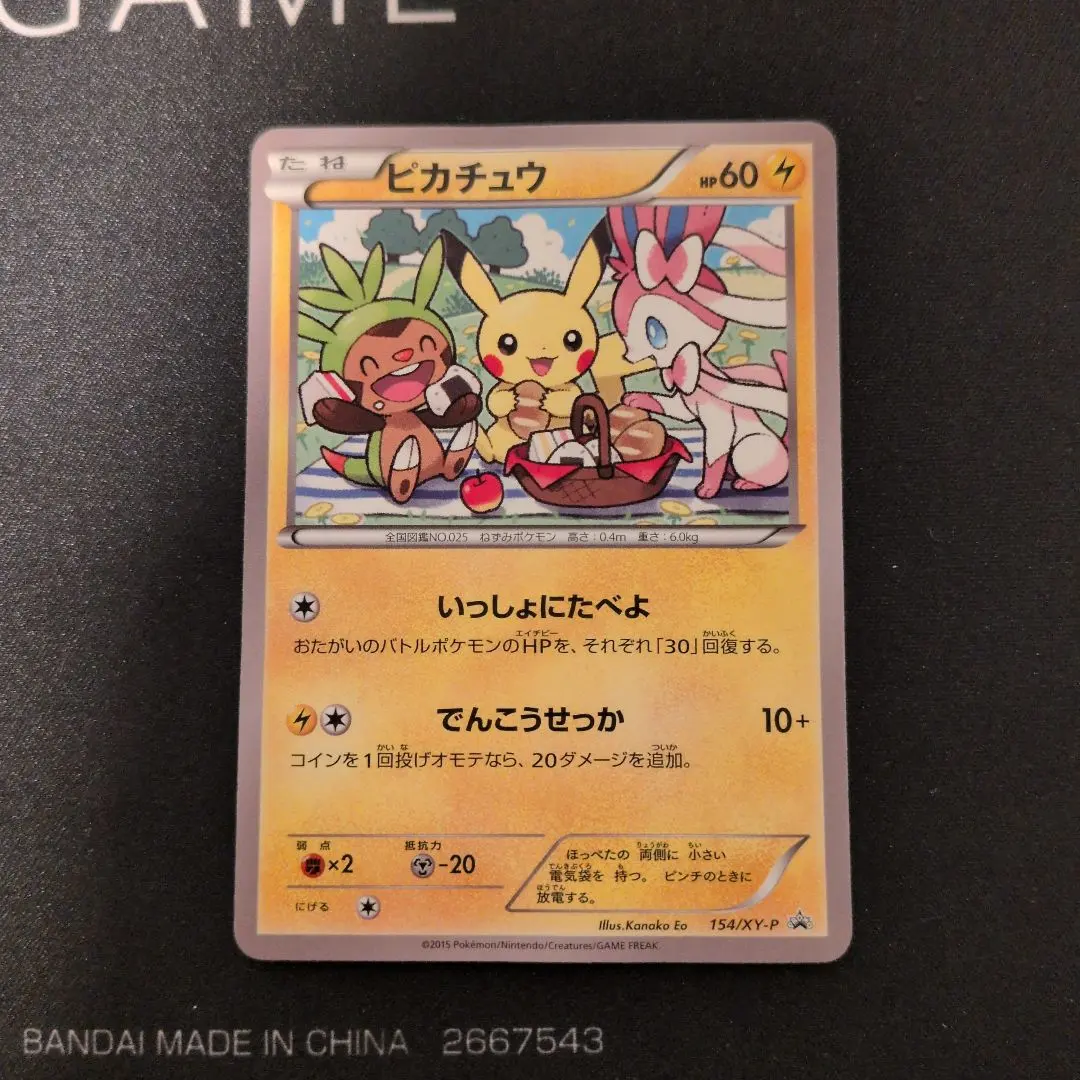 GAME
たね ピカチュウ HP60
全国図鑑NO.025 ねずみポケモン 高さ:0.4m 重さ:6.0kg
いっしょにたべよ
おたがいのバトルポケモンのHPを、それぞれ「30」回復する。
でんこうせっか 10+
コインを1回投げオモテなら、20ダメージを追加。
弱点 抵抗力
×2 -20
にげる
ほっぺたの 両側に 小さい
電気袋を 持つ。 ピンチのときに
放電する。
Illus.Kanako Eo 154/XY-P
©2015 Pokémon/Nintendo/Creatures/GAME FREAK
BANDAI MADE IN CHINA 2667543